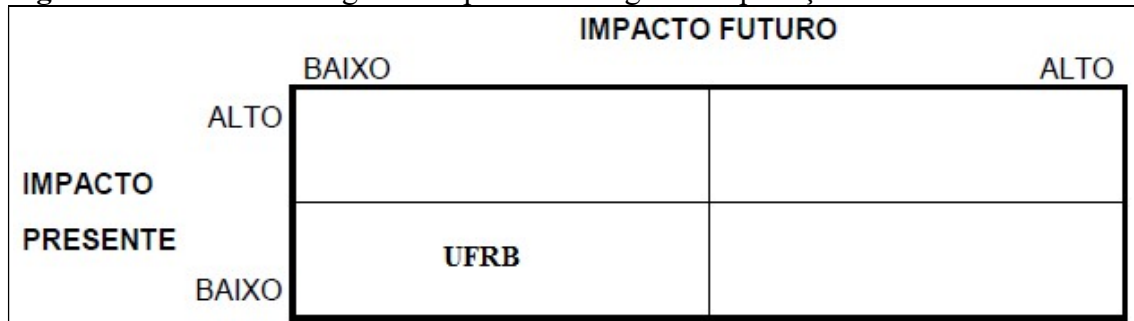 IMPACTO FUTURO
BAIXO ALTO
ALTO
IMPACTO
PRESENTE
UFRB
BAIXO